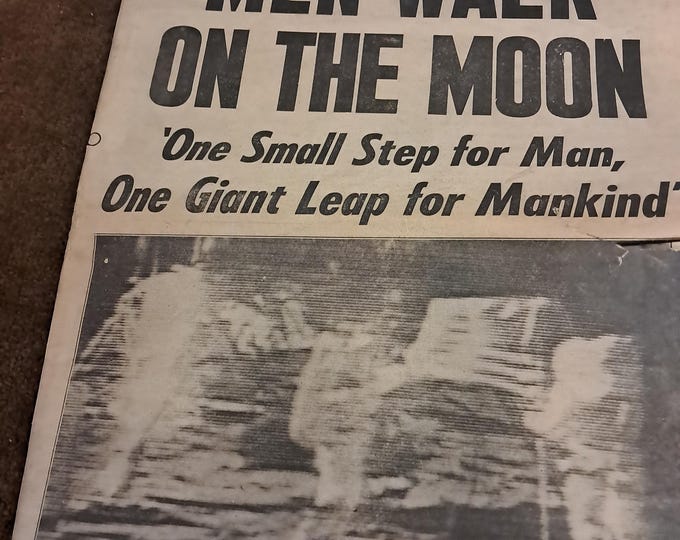 MEN WALK
ON THE MOON
'One Small Step for Man,
One Giant Leap for Mankind'